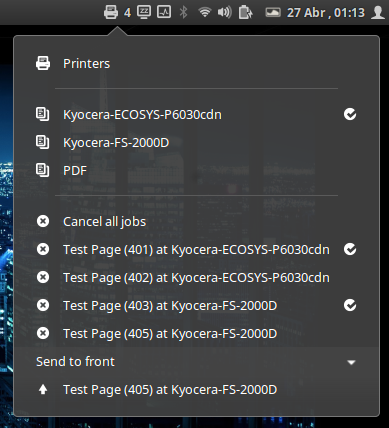 4 27 Abr , 01:13
Printers
Kyocera-ECOSYS-P6030cdn
Kyocera-FS-2000D
PDF
Cancel all jobs
Test Page (401) at Kyocera-ECOSYS-P6030cdn
Test Page (402) at Kyocera-ECOSYS-P6030cdn
Test Page (403) at Kyocera-FS-2000D
Test Page (405) at Kyocera-FS-2000D
Send to front
Test Page (405) at Kyocera-FS-2000D